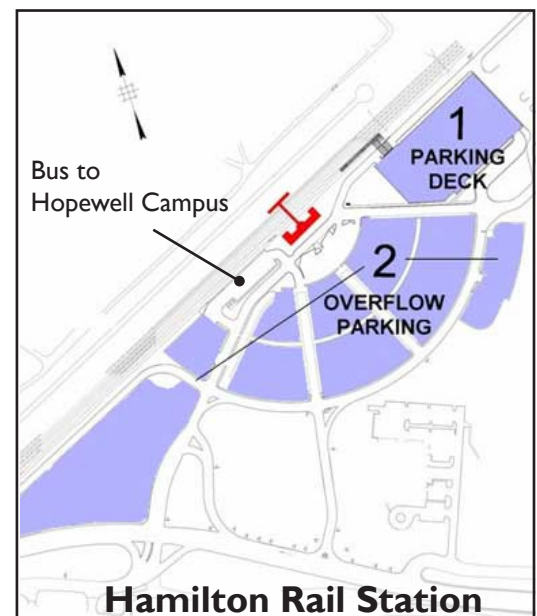 Bus to
Hopewell Campus
1
PARKING
DECK
2
OVERFLOW
PARKING
Hamilton Rail Station